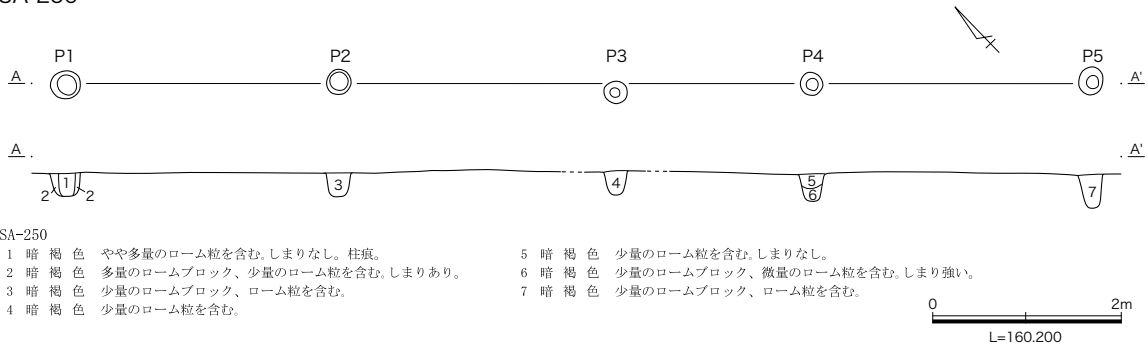 SA-250
P1 P2 P3 P4 P5
A A'
A A'
1 2 2 3 4 5 6 7
SA-250
1 暗褐色 やや多量のローム粒を含む。しまりなし。柱痕。
2 暗褐色 多量のロームブロック、少量のローム粒を含む。しまりあり。
3 暗褐色 少量のロームブロック、ローム粒を含む。
4 暗褐色 少量のローム粒を含む。
5 暗褐色 少量のローム粒を含む。しまりなし。
6 暗褐色 少量のロームブロック、微量のローム粒を含む。しまり強い。
7 暗褐色 少量のロームブロック、ローム粒を含む。
0 2m
L=160.200